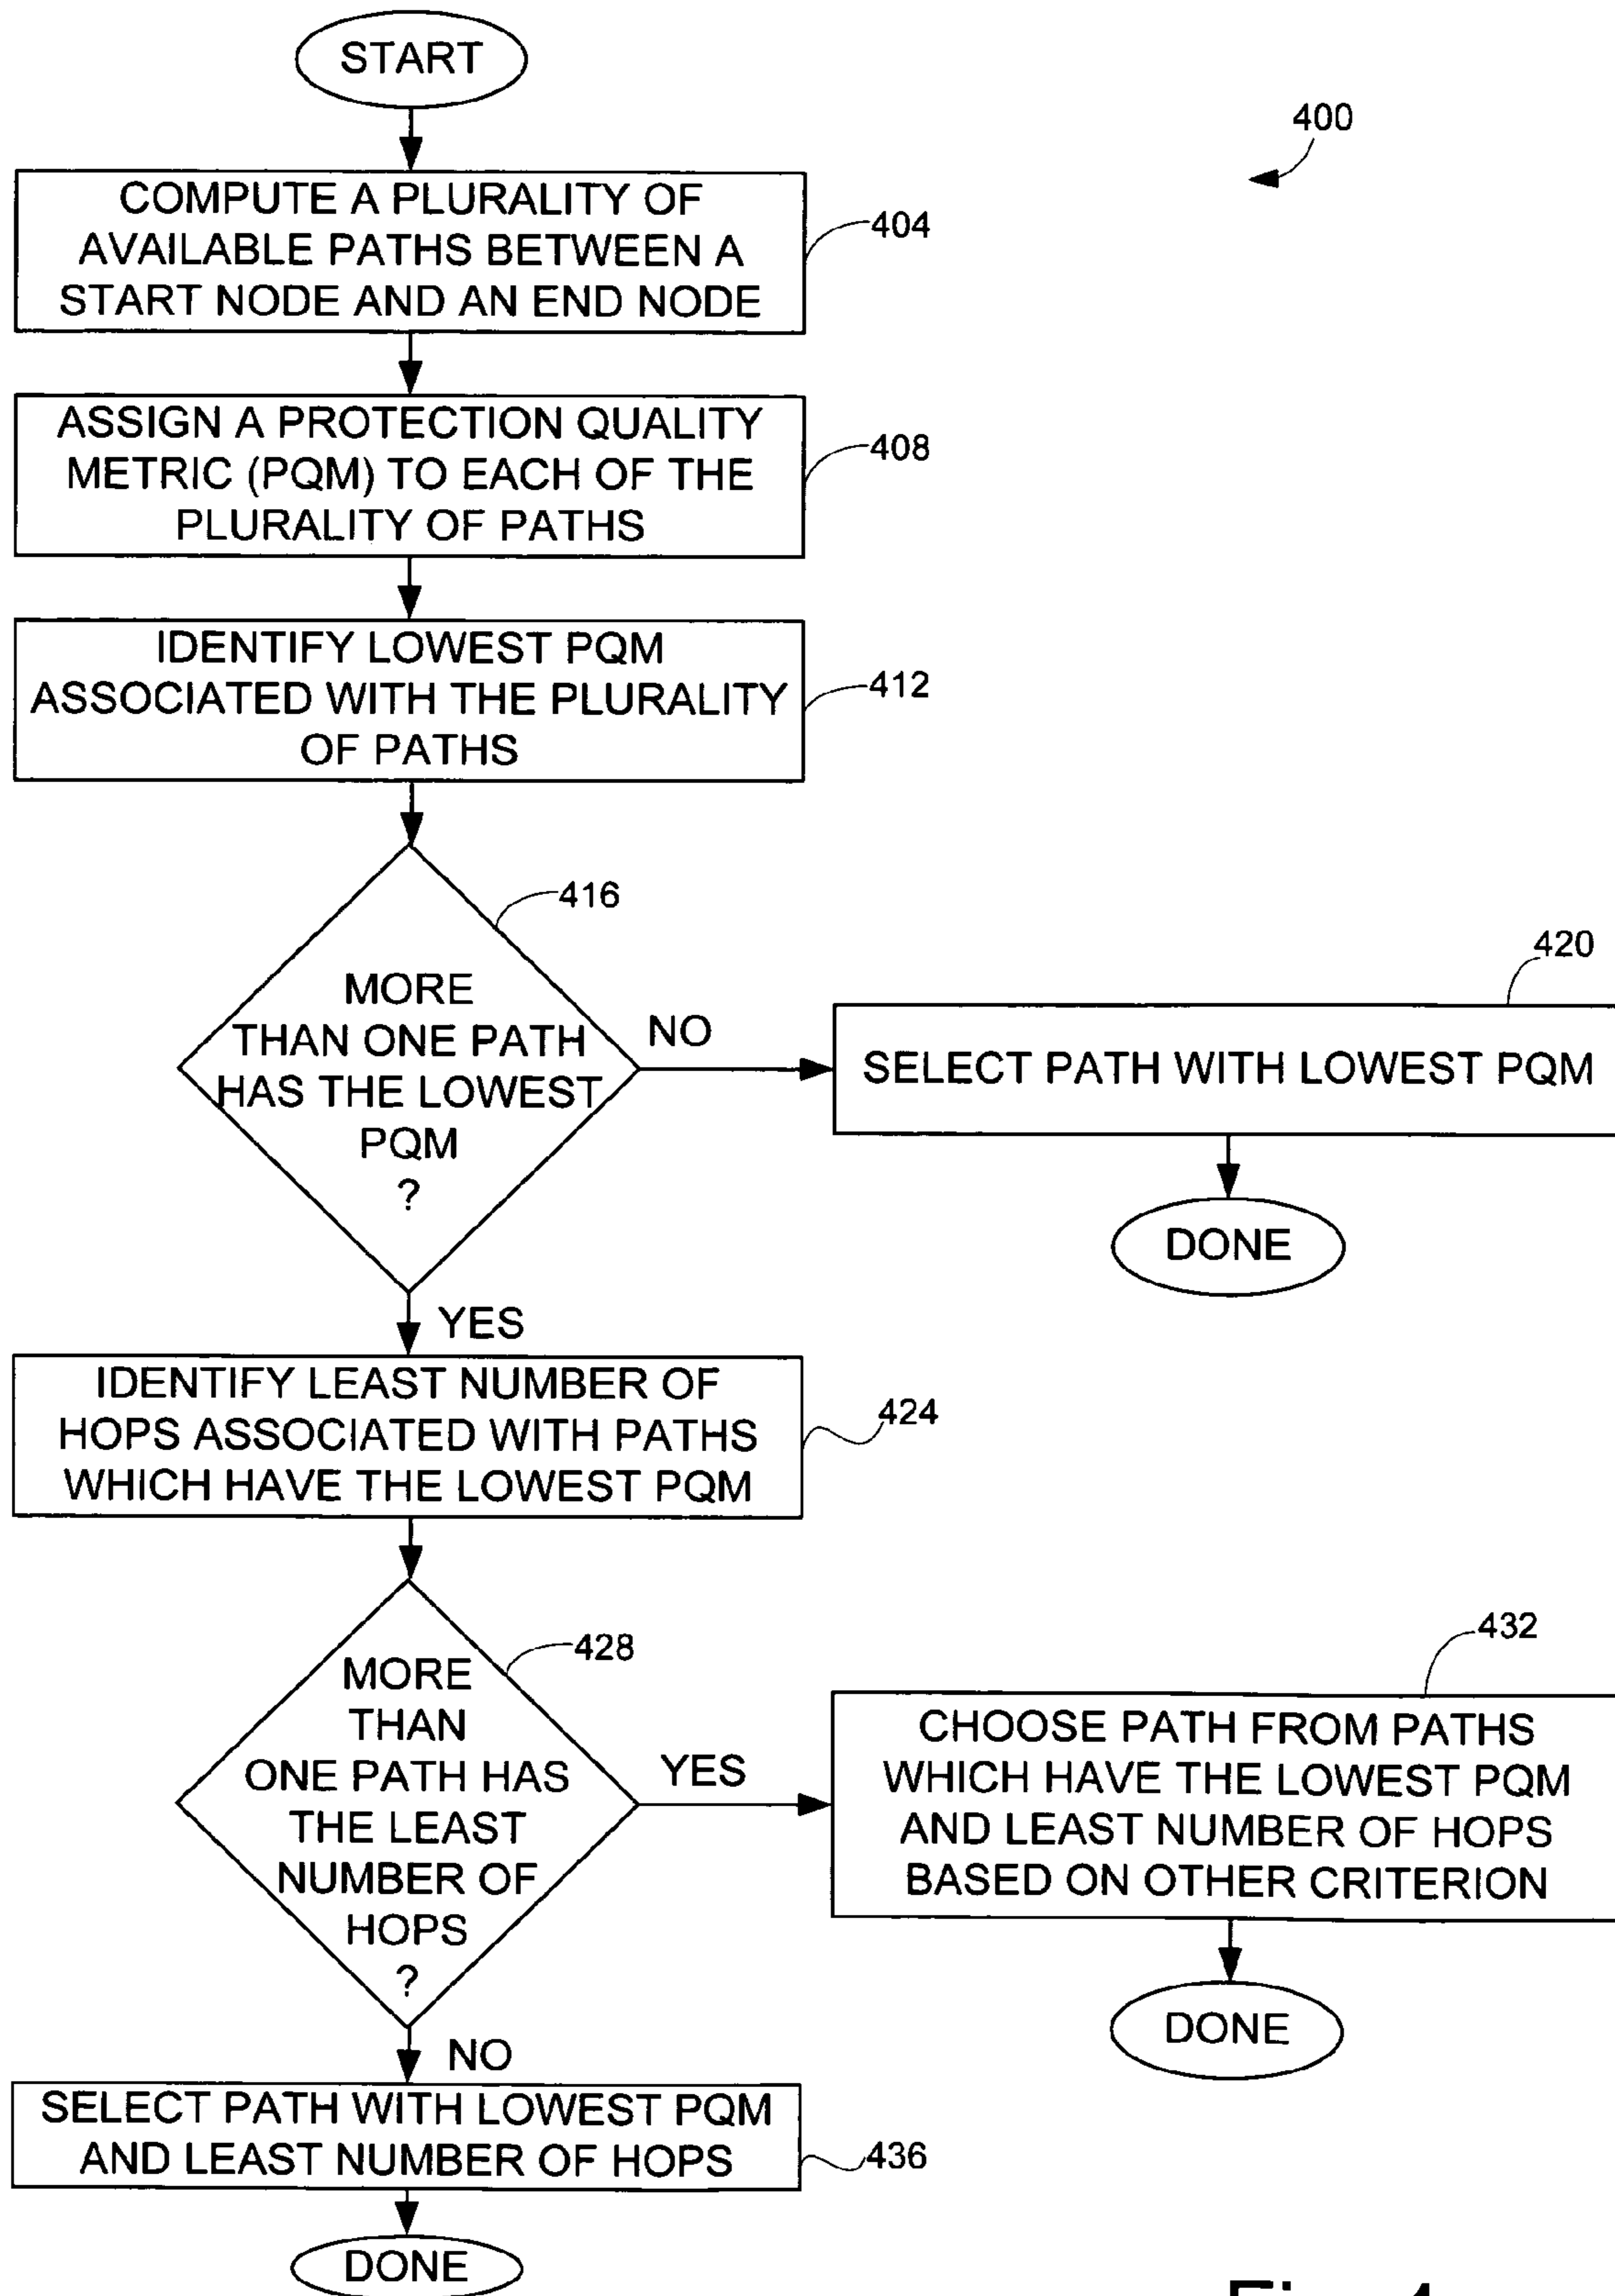 START
400
COMPUTE A PLURALITY OF
AVAILABLE PATHS BETWEEN A
START NODE AND AN END NODE
404
ASSIGN A PROTECTION QUALITY
METRIC (PQM) TO EACH OF THE
PLURALITY OF PATHS
408
IDENTIFY LOWEST PQM
ASSOCIATED WITH THE PLURALITY
OF PATHS
412
416
MORE
THAN ONE PATH
HAS THE LOWEST
PQM
?
NO
420
SELECT PATH WITH LOWEST PQM
DONE
YES
IDENTIFY LEAST NUMBER OF
HOPS ASSOCIATED WITH PATHS
WHICH HAVE THE LOWEST PQM
424
428
MORE
THAN
ONE PATH HAS
THE LEAST
NUMBER OF
HOPS
?
YES
432
CHOOSE PATH FROM PATHS
WHICH HAVE THE LOWEST PQM
AND LEAST NUMBER OF HOPS
BASED ON OTHER CRITERION
DONE
NO
SELECT PATH WITH LOWEST PQM
AND LEAST NUMBER OF HOPS
436
DONE